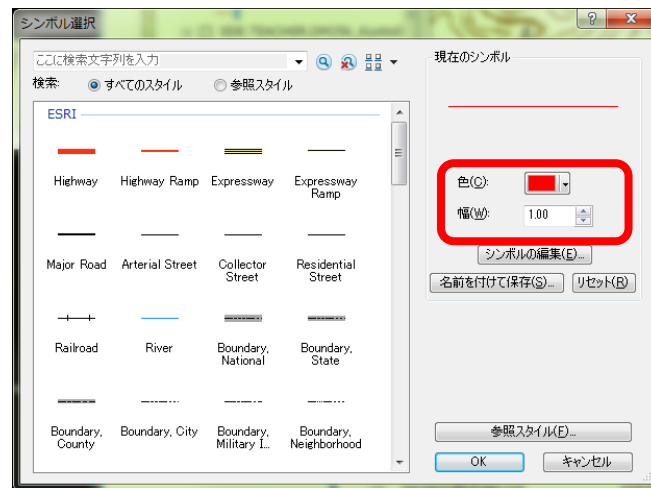 シンボル選択
ここに検索文字列を入力
検索:
すべてのスタイル
参照スタイル
ESRI
Highway
Highway Ramp
Expressway
Expressway
Ramp
Major Road
Arterial Street
Collector
Street
Residential
Street
Railroad
River
Boundary,
National
Boundary,
State
Boundary,
County
Boundary, City
Boundary,
Military I...
Boundary,
Neighborhood
現在のシンボル
色(C):
幅(W):
1.00
シンボルの編集(E)...
名前を付けて保存(S)...
リセット(R)
参照スタイル(F)...
OK
キャンセル